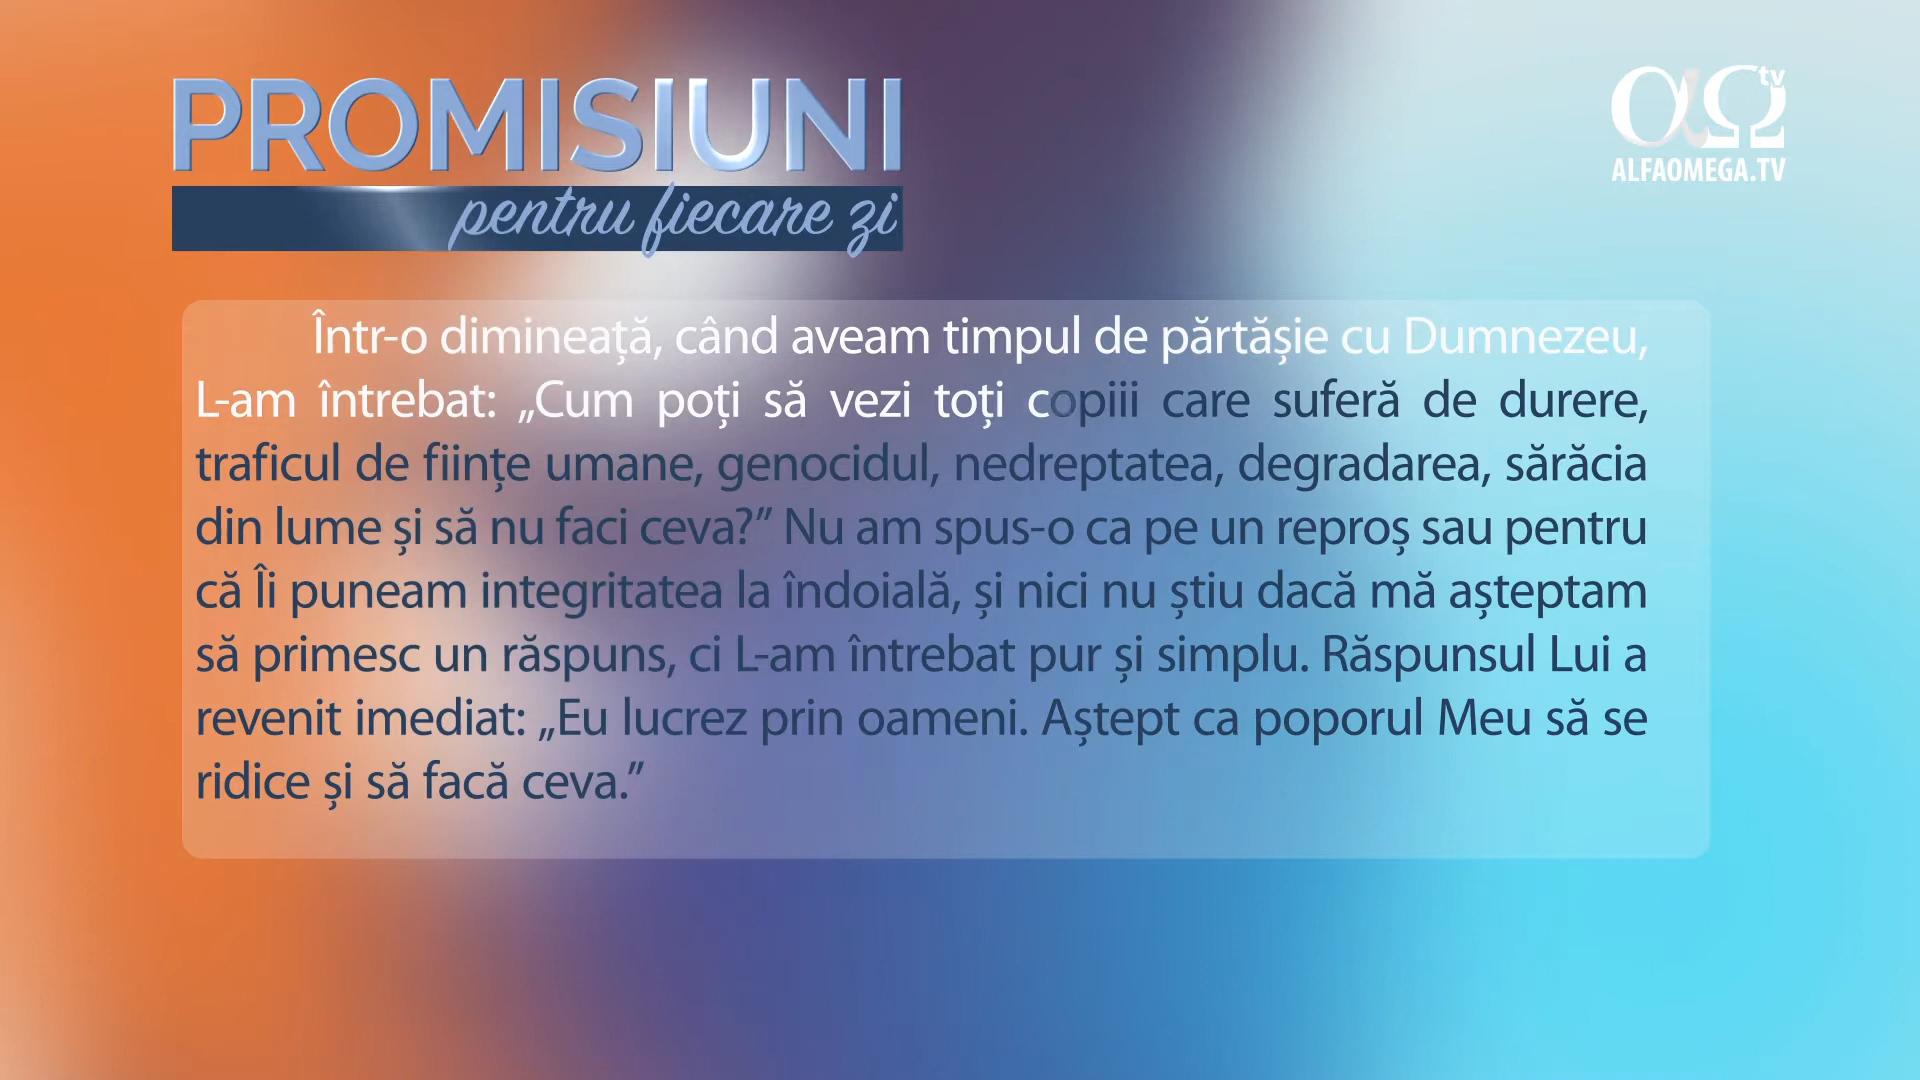 PROMISIUNI
pentru fiecare zi
αΩ tv
ALFAOMEGA.TV
Într-o dimineață, când aveam timpul de părtășie cu Dumnezeu,
L-am întrebat: „Cum poți să vezi toți copiii care suferă de durere,
traficul de ființe umane, genocidul, nedreptatea, degradarea, sărăcia
din lume și să nu faci ceva?” Nu am spus-o ca pe un reproș sau pentru
că Îi puneam integritatea la îndoială, și nici nu știu dacă mă așteptam
să primesc un răspuns, ci L-am întrebat pur și simplu. Răspunsul Lui a
revenit imediat: „Eu lucrez prin oameni. Aștept ca poporul Meu să se
ridice și să facă ceva.”